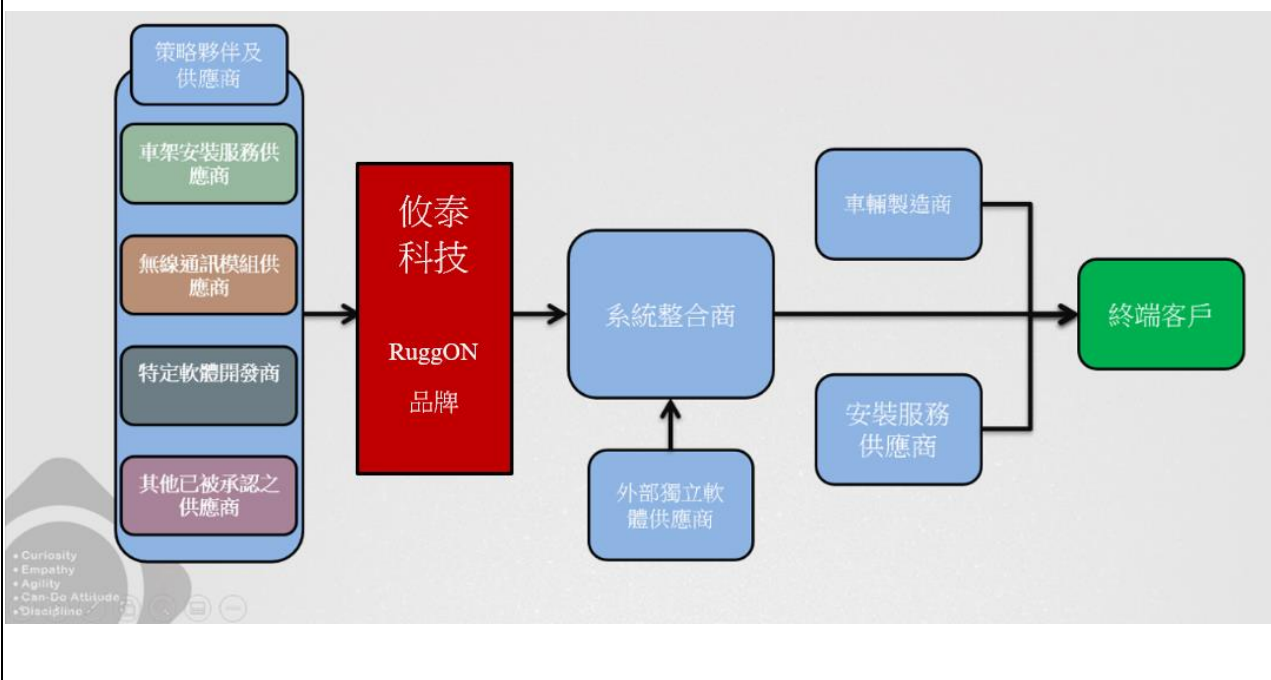 策略夥伴及
供應商
車架安裝服務供
應商
無線通訊模組供
應商
特定軟體開發商
其他已被承認之
供應商
攸泰
科技
RuggON
品牌
系統整合商
外部獨立軟
體供應商
車輛製造商
安裝服務
供應商
終端客戶
• Curiosity
• Empathy
• Agility
• Can-Do Attitude
• Discipline